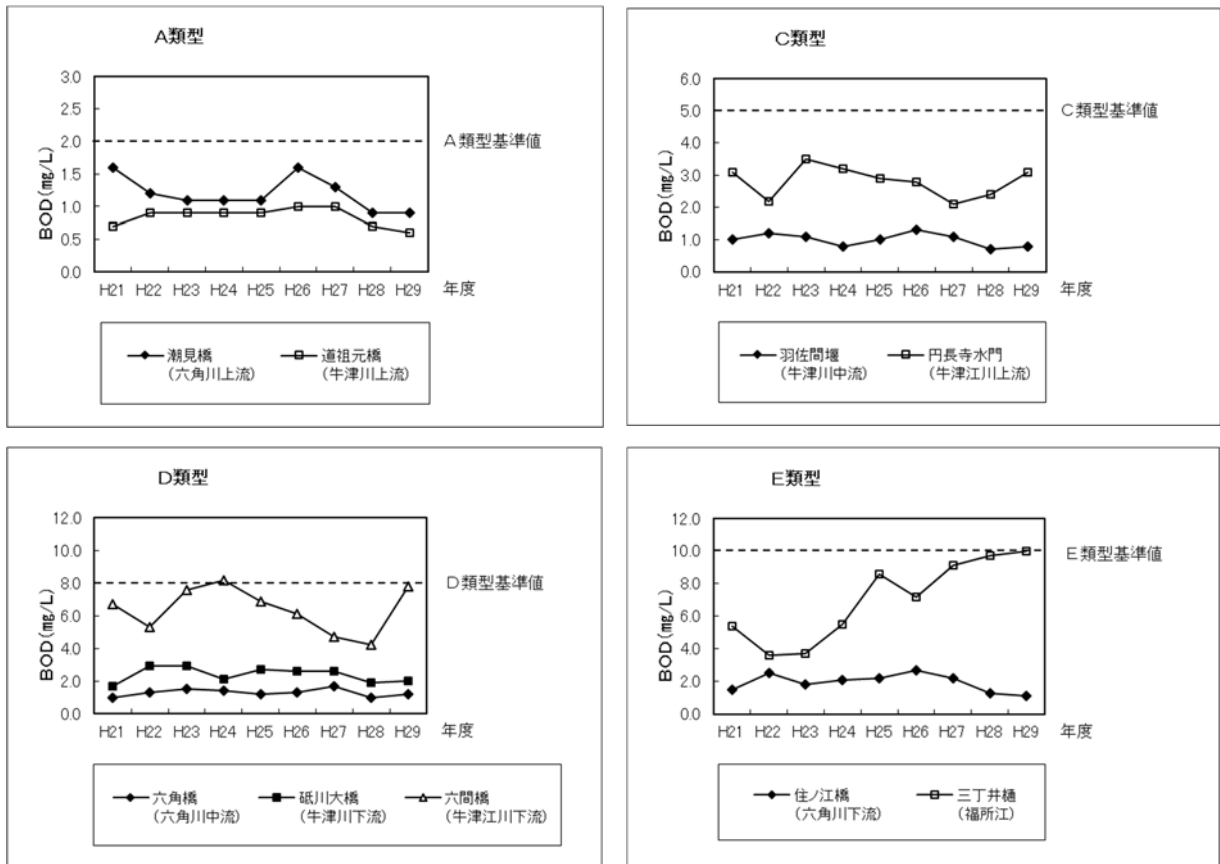 A類型
BOD(㎎/L)
3.0
2.5
2.0
1.5
1.0
0.5
0.0
A類型基準値
H21 H22 H23 H24 H25 H26 H27 H28 H29 年度
潮見橋 道祖元橋
(六角川上流) (牛津川上流)
C類型
BOD(㎎/L)
6.0
5.0
4.0
3.0
2.0
1.0
0.0
C類型基準値
H21 H22 H23 H24 H25 H26 H27 H28 H29 年度
羽佐間堰 円長寺水門
(牛津川中流) (牛津江川上流)
D類型
BOD(㎎/L)
12.0
10.0
8.0
6.0
4.0
2.0
0.0
D類型基準値
H21 H22 H23 H24 H25 H26 H27 H28 H29 年度
六角橋 砥川大橋 六間橋
(六角川中流) (牛津川下流) (牛津江川下流)
E類型
BOD(㎎/L)
12.0
10.0
8.0
6.0
4.0
2.0
0.0
E類型基準値
H21 H22 H23 H24 H25 H26 H27 H28 H29 年度
住ノ江橋 三丁井樋
(六角川下流) (福所江)